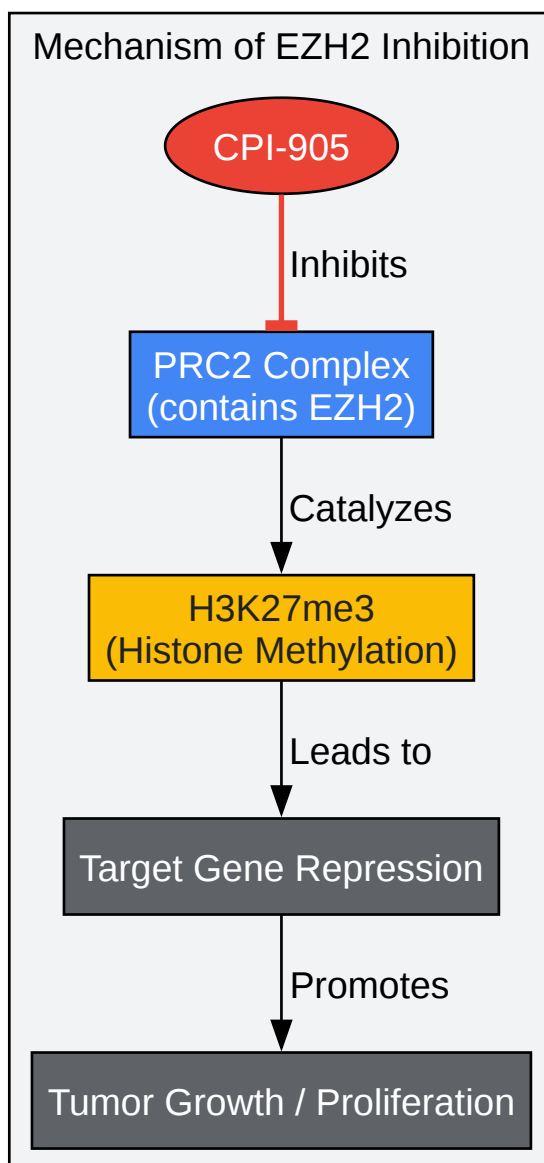 Mechanism of EZH2 Inhibition
CPI-905
Inhibits
PRC2 Complex
(contains EZH2)
Catalyzes
H3K27me3
(Histone Methylation)
Leads to
Target Gene Repression
Promotes
Tumor Growth / Proliferation